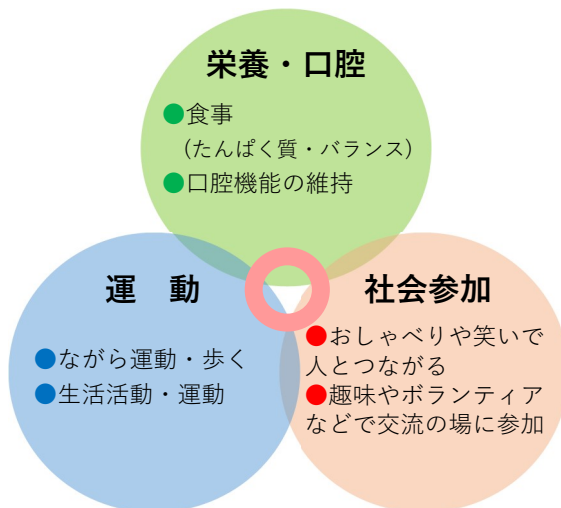 栄養・口腔
●食事
(たんぱく質・バランス)
●口腔機能の維持
運　動
●ながら運動・歩く
●生活活動・運動
社会参加
●おしゃべりや笑いで
人とつながる
●趣味やボランティア
などで交流の場に参加